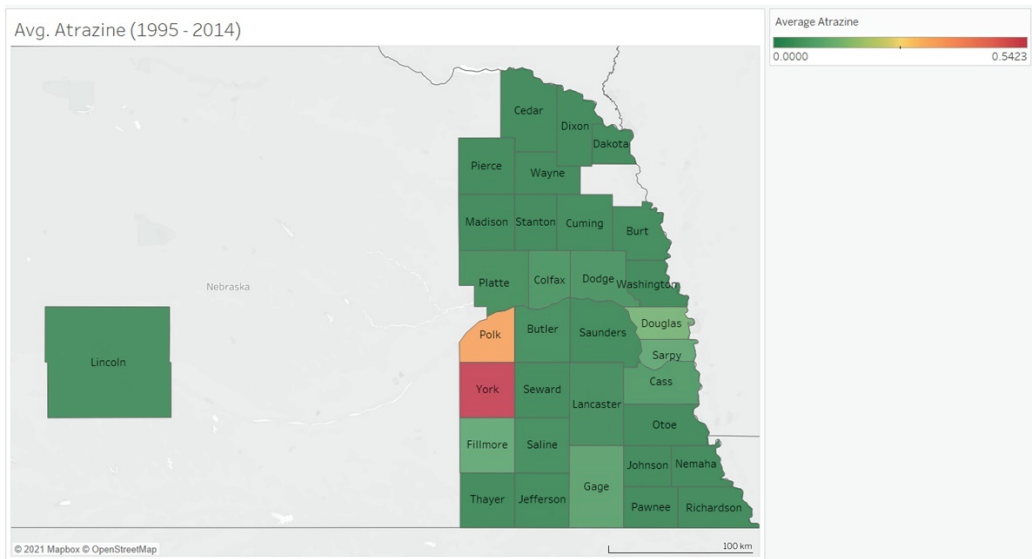 Avg. Atrazine (1995 - 2014)
Average Atrazine
0.0000 0.5423
Cedar
Dixon
Dakota
Pierce
Wayne
Madison Stanton Cuming
Burt
Platte Colfax Dodge Washington
Nebraska
Polk Butler Saunders Douglas
Sarpy
Lincoln
York Seward Lancaster Cass
Otoe
Fillmore Saline
Johnson Nemaha
Gage
Thayer Jefferson Pawnee Richardson
© 2021 Mapbox © OpenStreetMap
100 km